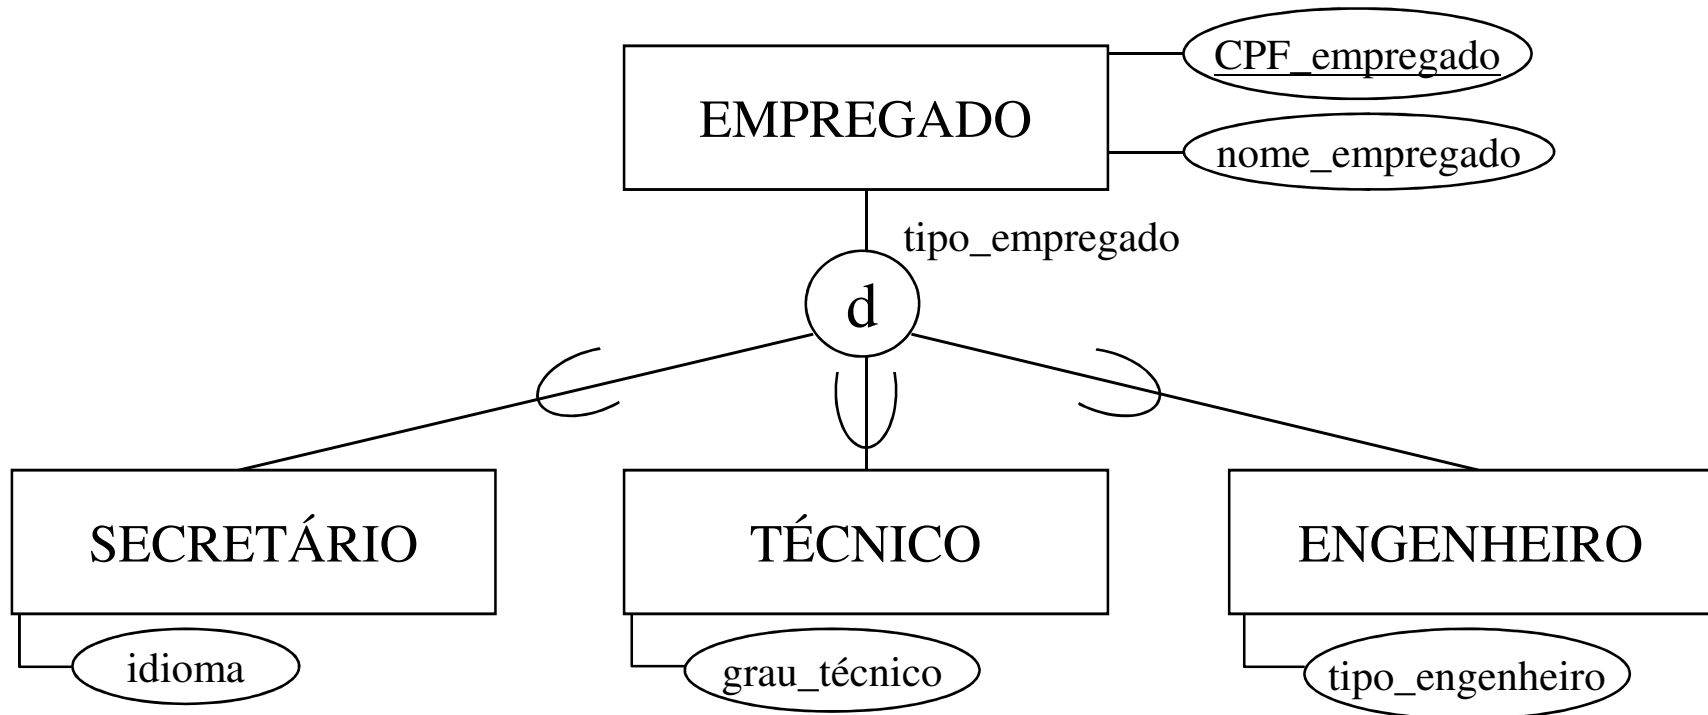 CPF_empregado
EMPREGADO
nome_empregado
tipo_empregado
d
SECRETÁRIO
TÉCNICO
ENGENHEIRO
idioma
grau_técnico
tipo_engenheiro